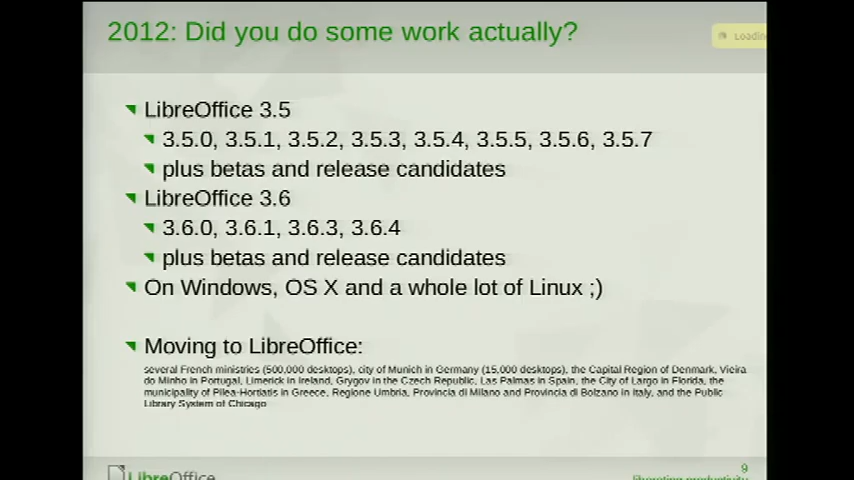 2012: Did you do some work actually?
Loadin
LibreOffice 3.5
3.5.0, 3.5.1, 3.5.2, 3.5.3, 3.5.4, 3.5.5, 3.5.6, 3.5.7
plus betas and release candidates
LibreOffice 3.6
3.6.0, 3.6.1, 3.6.3, 3.6.4
plus betas and release candidates
On Windows, OS X and a whole lot of Linux ;)
Moving to LibreOffice:
several French ministries (500,000 desktops), city of Munich in Germany (15,000 desktops), the Capital Region of Denmark, Vieira
do Minho in Portugal, Limerick in Ireland, Grygov in the Czech Republic, Las Palmas in Spain, the City of Largo in Florida, the
municipality of Pilea-Hortiatis in Greece, Regione Umbria, Provincia di Milano and Provincia di Bolzano in Italy, and the Public
Library System of Chicago
LibreOffice
9
liberating productivity